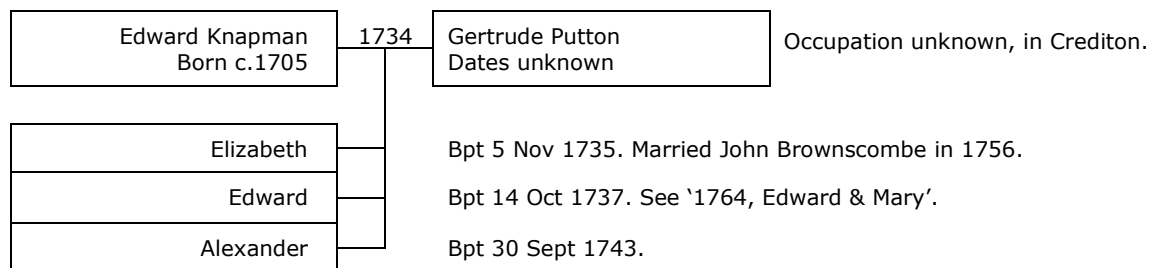 Edward Knapman 1734 Gertrude Putton
Born c.1705 Dates unknown
Occupation unknown, in Crediton.
Elizabeth Bpt 5 Nov 1735. Married John Brownscombe in 1756.
Edward Bpt 14 Oct 1737. See ‘1764, Edward & Mary’.
Alexander Bpt 30 Sept 1743.